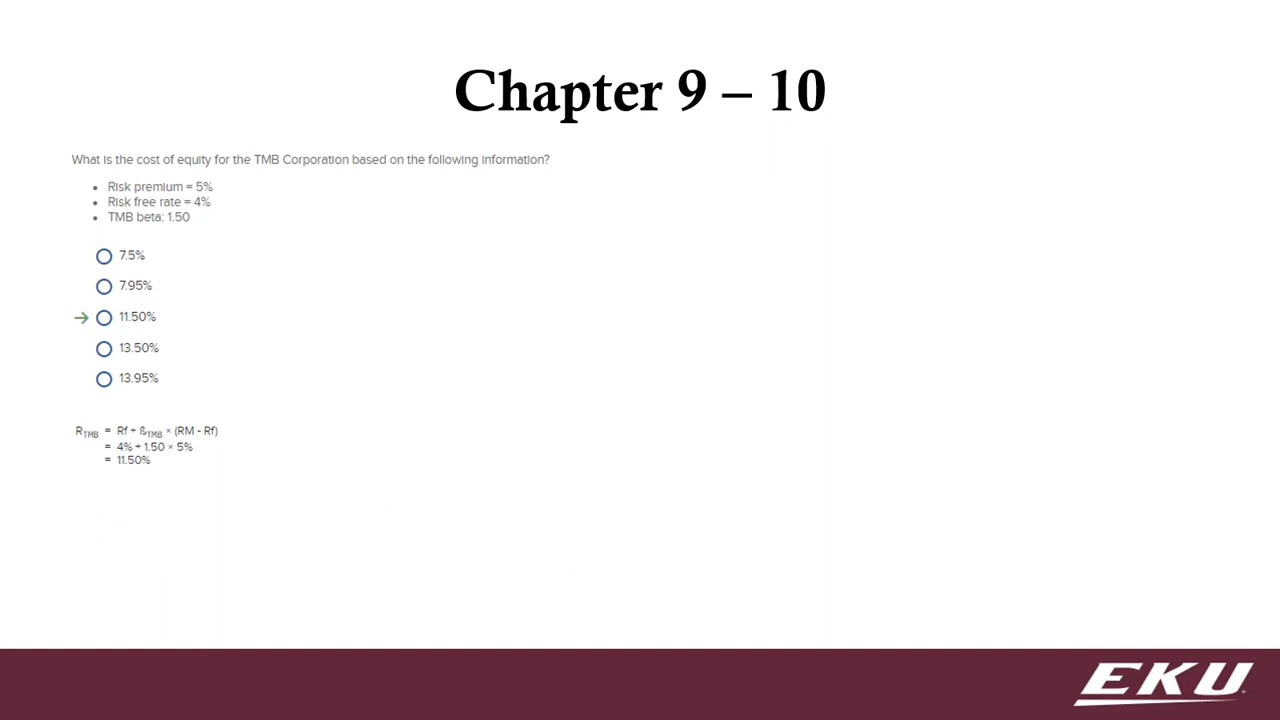 Chapter 9 – 10
What is the cost of equity for the TMB Corporation based on the following information?
• Risk premium = 5%
• Risk free rate = 4%
• TMB beta: 1.50
7.5%
7.95%
→ 11.50%
13.50%
13.95%
RTMB = Rf + ßTMB × (RM - Rf)
= 4% + 1.50 × 5%
= 11.50%
EKU